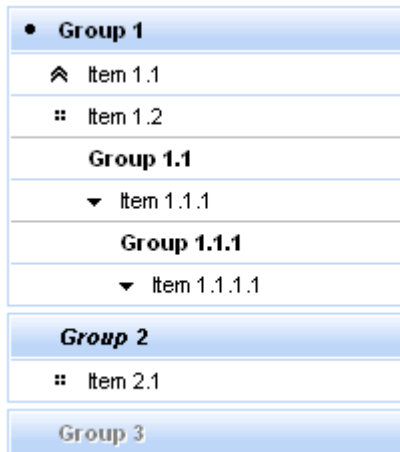 Group 1
Item 1.1
Item 1.2
Group 1.1
Item 1.1.1
Group 1.1.1
Item 1.1.1.1
Group 2
Item 2.1
Group 3